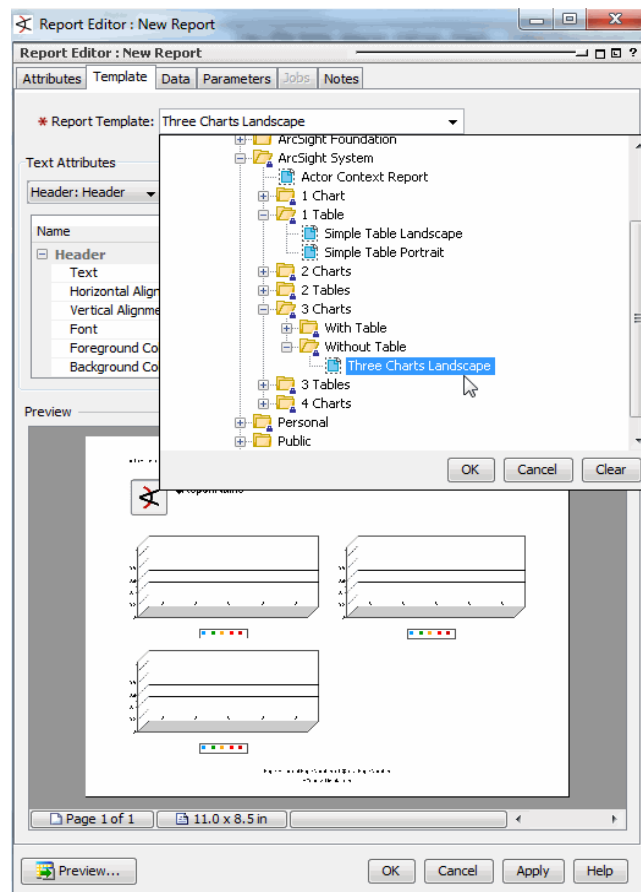 Report Editor : New Report
Report Editor : New Report
?
Attributes Template Data Parameters Jobs Notes
* Report Template: Three Charts Landscape
ArcSight Foundation
ArcSight System
Actor Context Report
1 Chart
1 Table
Simple Table Landscape
Simple Table Portrait
2 Charts
2 Tables
3 Charts
With Table
Without Table
Three Charts Landscape
3 Tables
4 Charts
Personal
Public
OK Cancel Clear
Text Attributes
Header: Header
Name
Header
Text
Horizontal Alignm
Vertical Alignme
Font
Foreground Co
Background Co
Preview
Page 1 of 1
11.0 x 8.5 in
Preview...
OK Cancel Apply Help